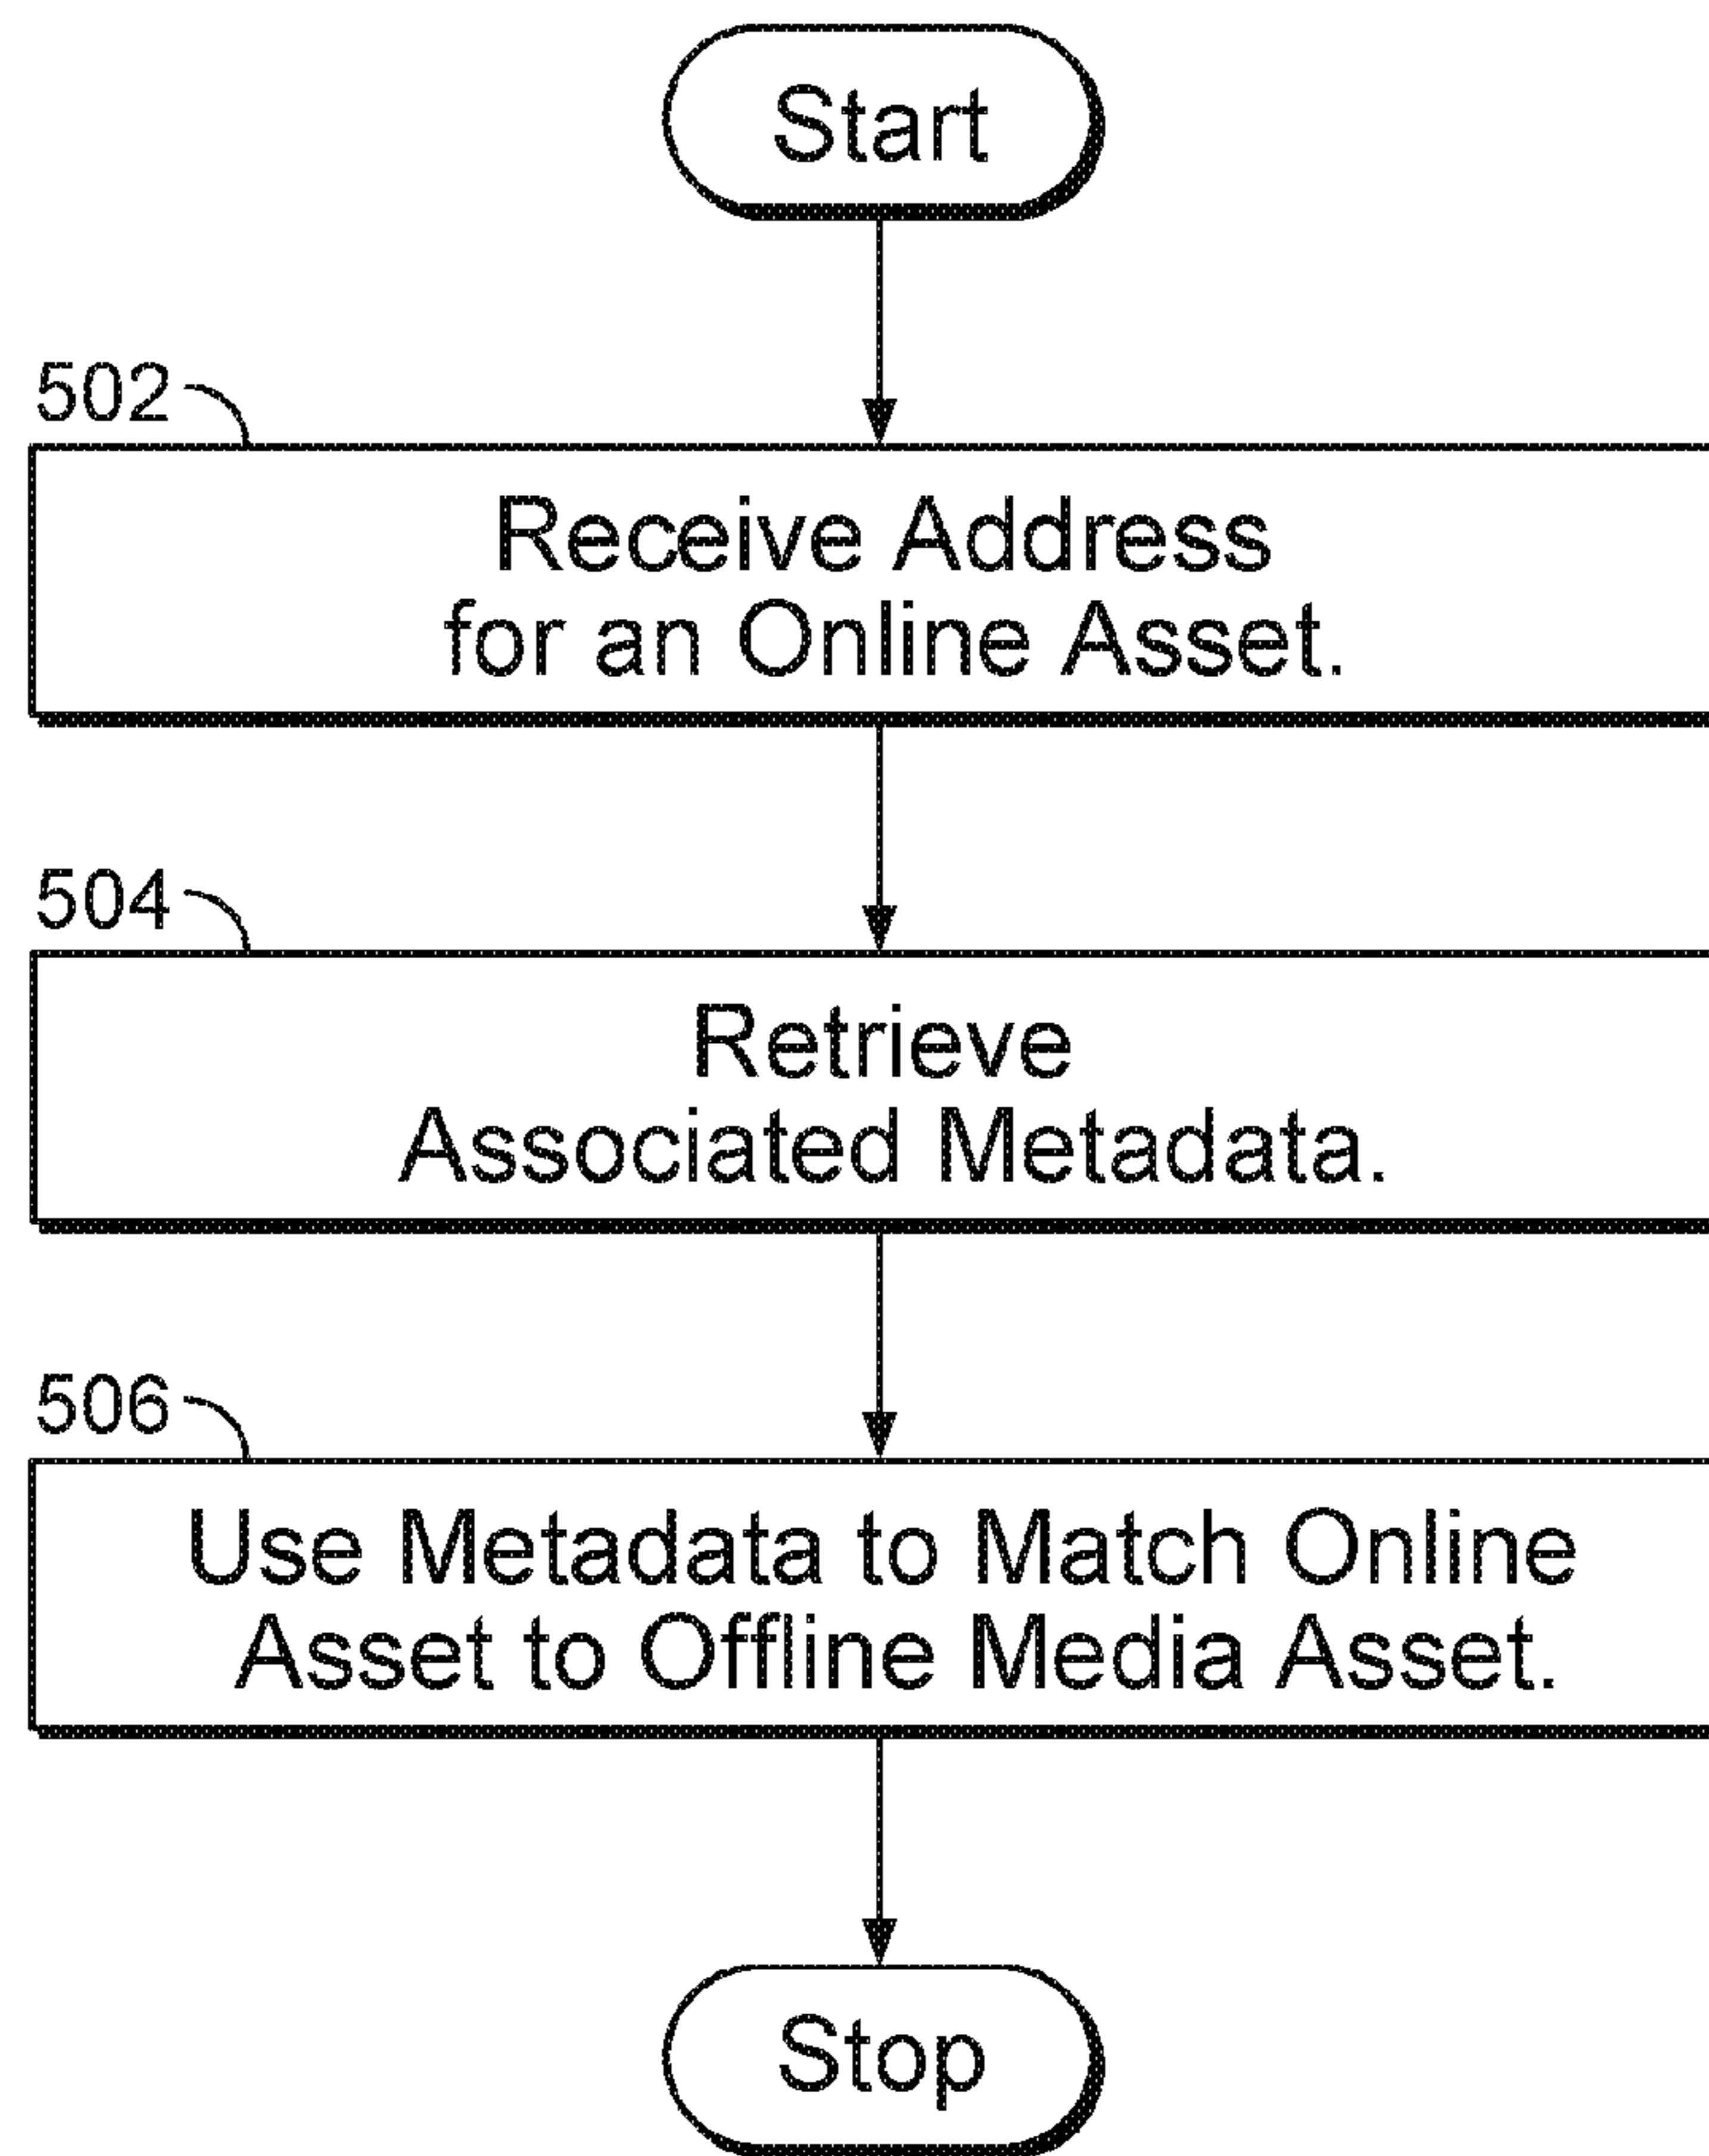 Start
502
Receive Address
for an Online Asset.
504
Retrieve
Associated Metadata.
506
Use Metadata to Match Online
Asset to Offline Media Asset.
Stop